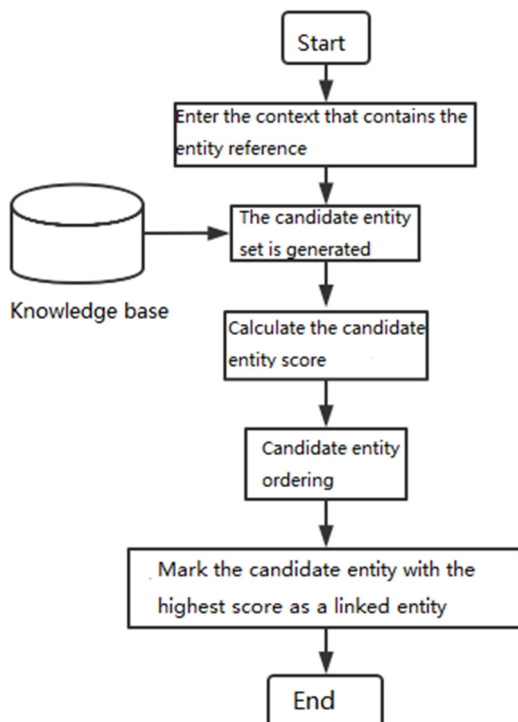 Start
Enter the context that contains the
entity reference
The candidate entity
set is generated
Knowledge base
Calculate the candidate
entity score
Candidate entity
ordering
Mark the candidate entity with the
highest score as a linked entity
End